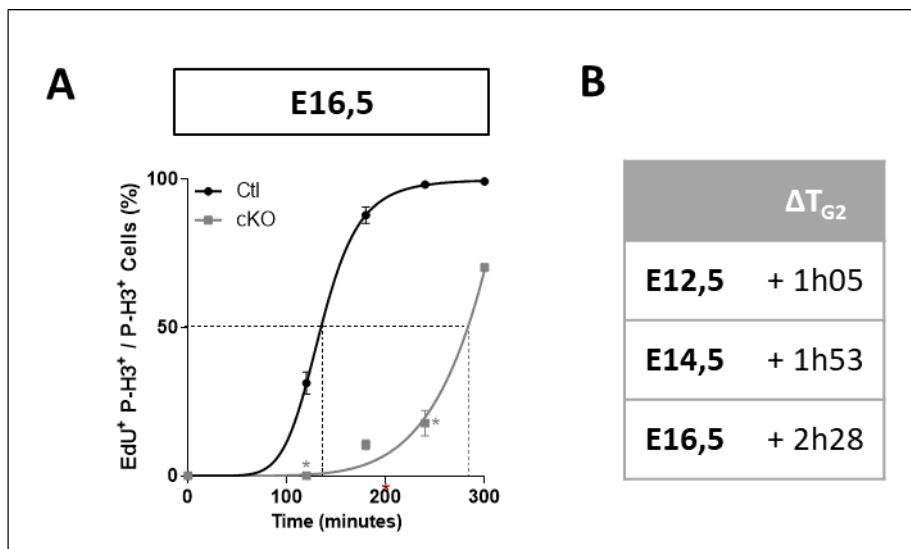 A
E16,5
B
Ctl
cKO
EdU⁺ P-H3⁺ / P-H3⁺ Cells (%)
100
50
0
*
*
*
0
100
200
300
Time (minutes)
ΔT_G2
E12,5 + 1h05
E14,5 + 1h53
E16,5 + 2h28